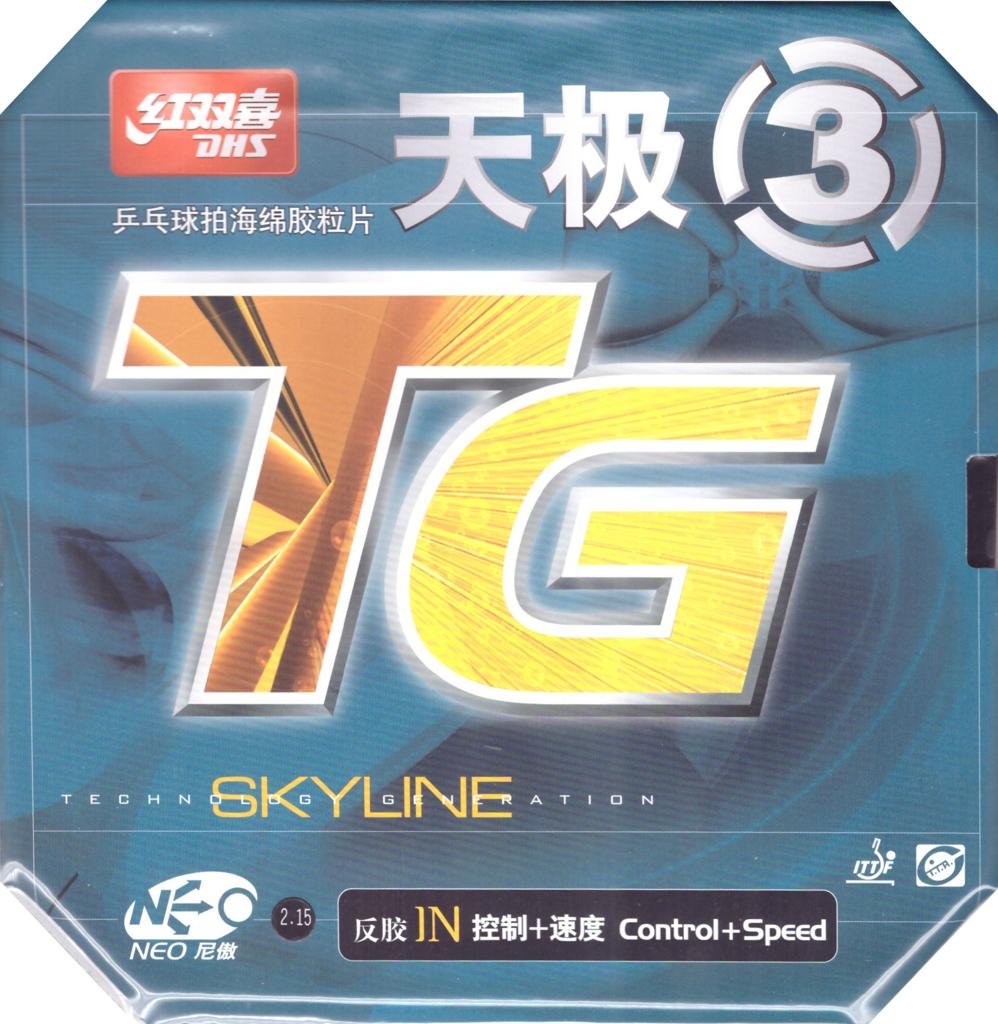 红双喜
DHS
天极 3
乒乓球拍海绵胶粒片
TG
SKYLINE
TECHNOLOGY GENERATION
ITTF
T.T.A.
NEO
NEO 尼傲
2.15
反胶 IN 控制+速度 Control+Speed